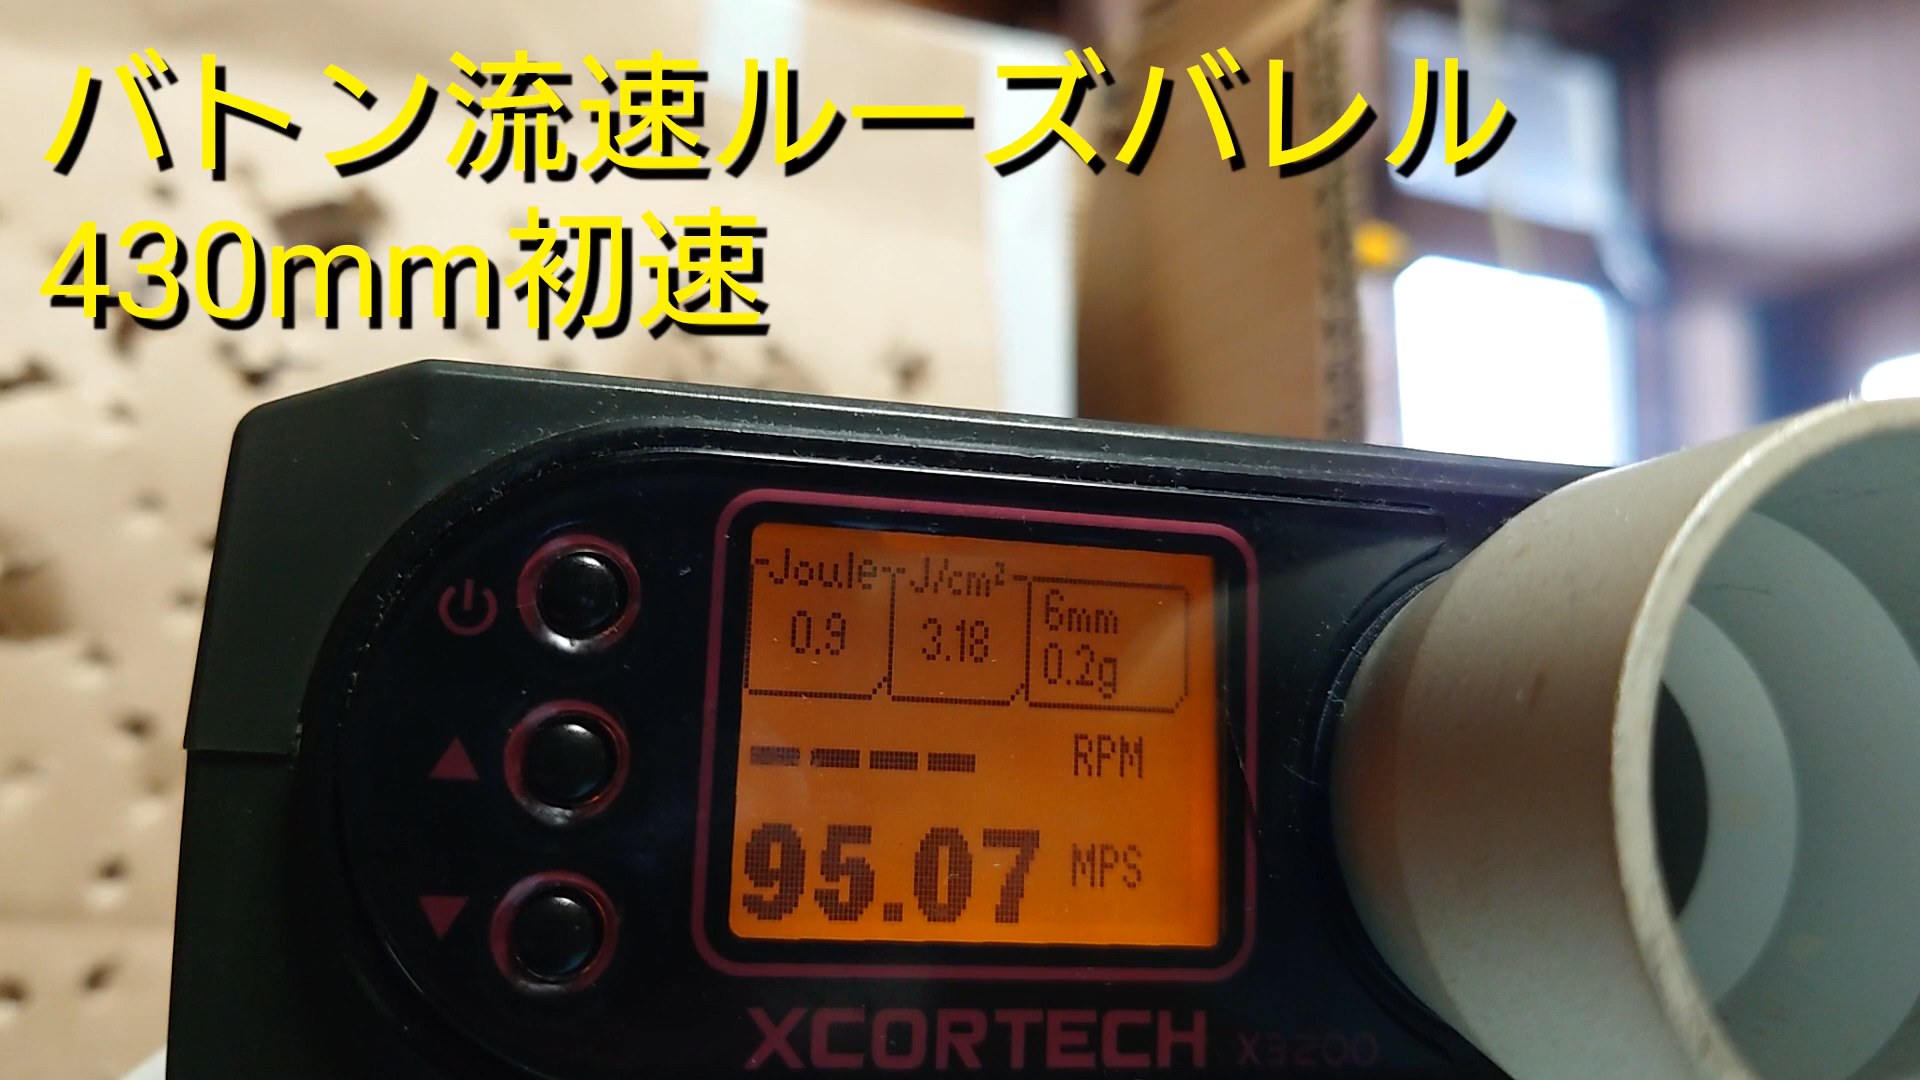 バトン流速ルーズバレル
430mm初速
Joule J/cm²
0.9 3.18 6mm
0.2g
---- RPM
95.07 MPS
XCORTECH X3200